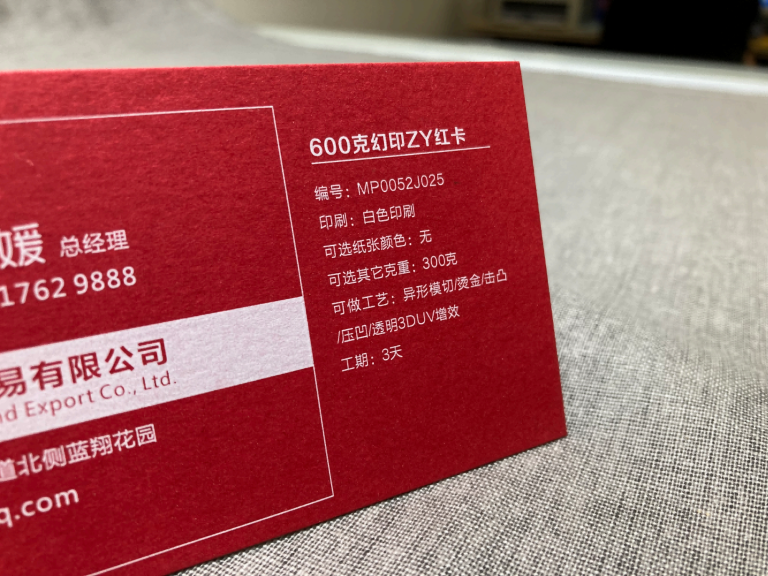 媛 总经理
1762 9888
易有限公司
nd Export Co., Ltd.
道北侧蓝翔花园
q.com
600克幻印ZY红卡
编号：MP0052J025
印刷：白色印刷
可选纸张颜色：无
可选其它克重：300克
可做工艺：异形模切/烫金/击凸
/压凹/透明3DUV增效
工期：3天